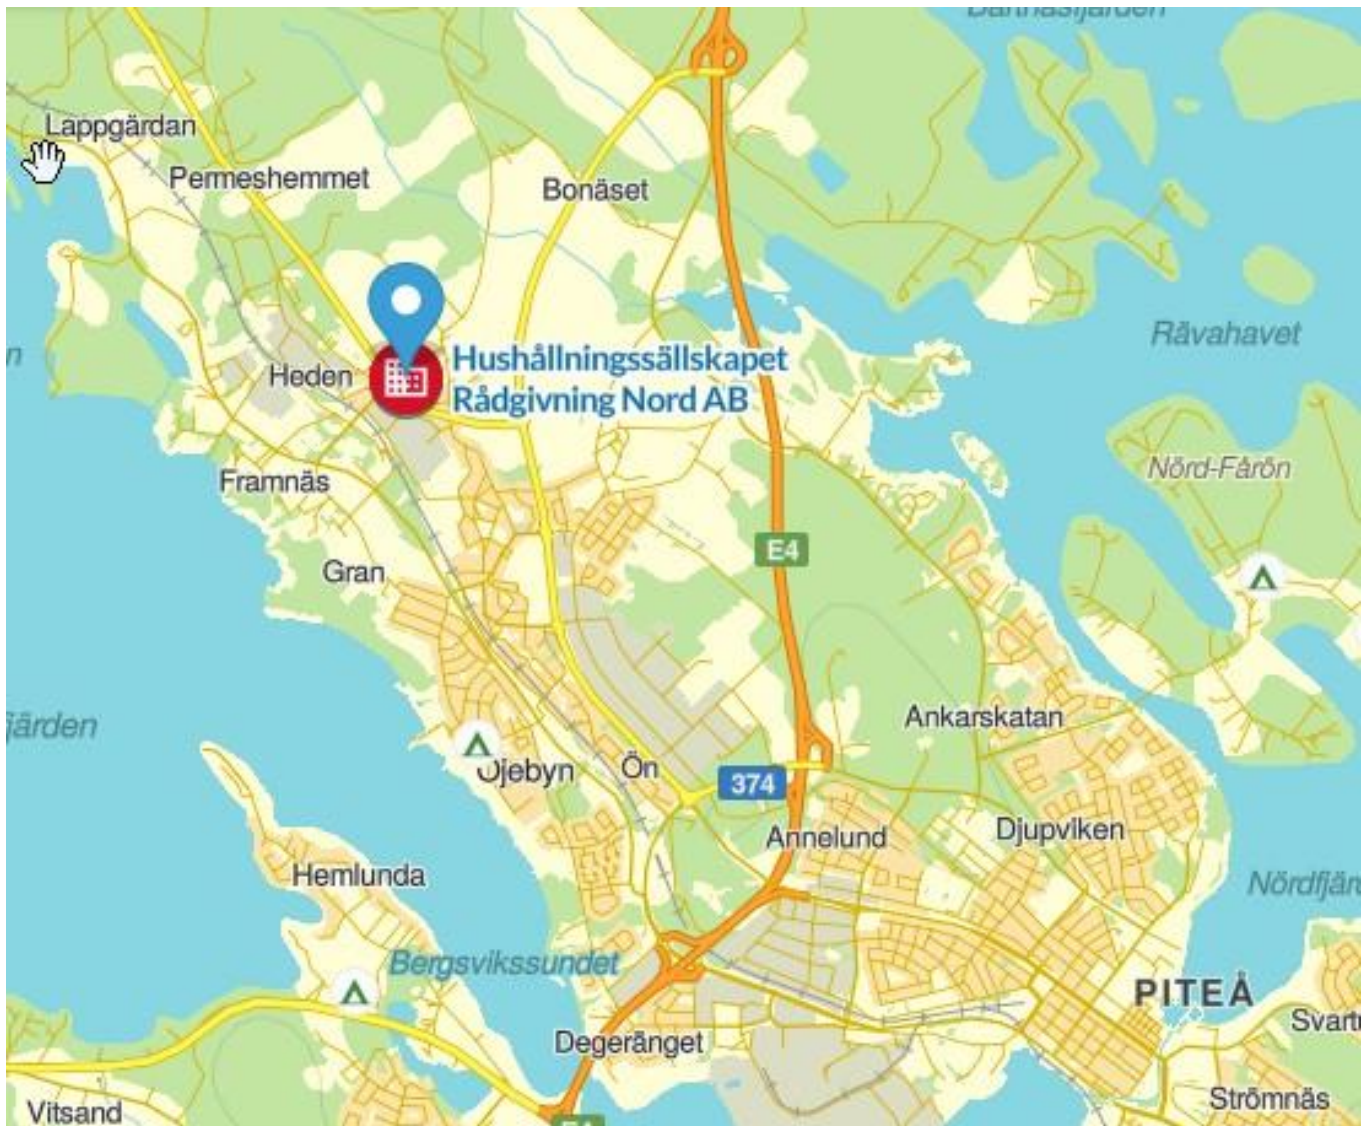 Lappgärdan
Permeshemmet
Bonäset
Rävahavet
Hushållningssällskapet
Rådgivning Nord AB
Heden
Framnäs
Nörd-Fårön
E4
Gran
Ankarskatan
järden
Öjebyn
Ön
374
Annelund
Djupviken
Hemlunda
Bergsvikssundet
PITEÅ
Degeränget
Strömnäs
Vitsand